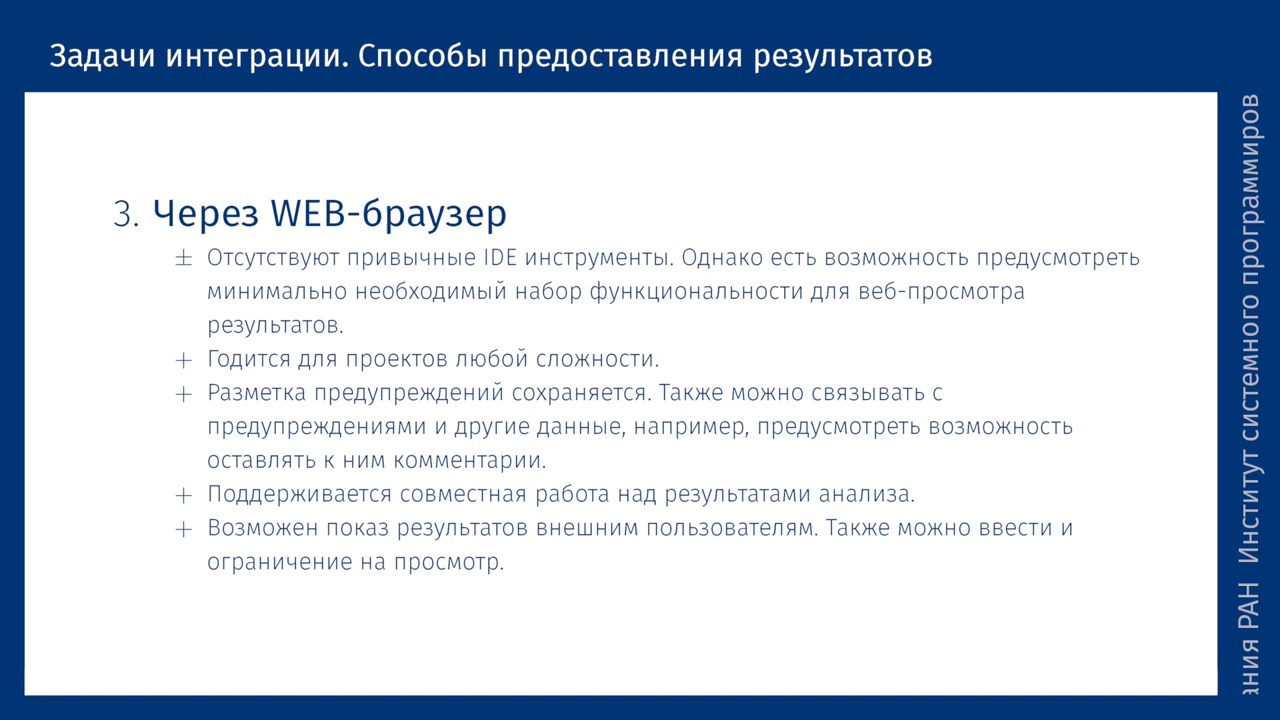 Задачи интеграции. Способы предоставления результатов
3. Через WEB-браузер
± Отсутствуют привычные IDE инструменты. Однако есть возможность предусмотреть
минимально необходимый набор функциональности для веб-просмотра
результатов.
+ Годится для проектов любой сложности.
+ Разметка предупреждений сохраняется. Также можно связывать с
предупреждениями и другие данные, например, предусмотреть возможность
оставлять к ним комментарии.
+ Поддерживается совместная работа над результатами анализа.
+ Возможен показ результатов внешним пользователям. Также можно ввести и
ограничение на просмотр.
ания РАН Институт системного программиров